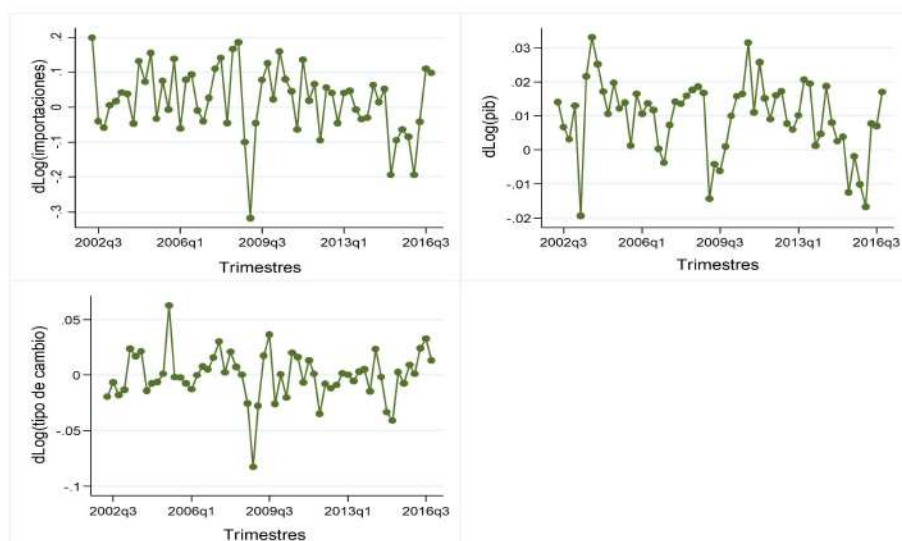 dLog(importaciones)
.2
.1
0
-.1
-.2
-.3
2002q3 2006q1 2009q3 2013q1 2016q3
Trimestres
dLog(pib)
.03
.02
.01
0
-.01
-.02
2002q3 2006q1 2009q3 2013q1 2016q3
Trimestres
dLog(tipo de cambio)
.05
0
-.05
-.1
2002q3 2006q1 2009q3 2013q1 2016q3
Trimestres